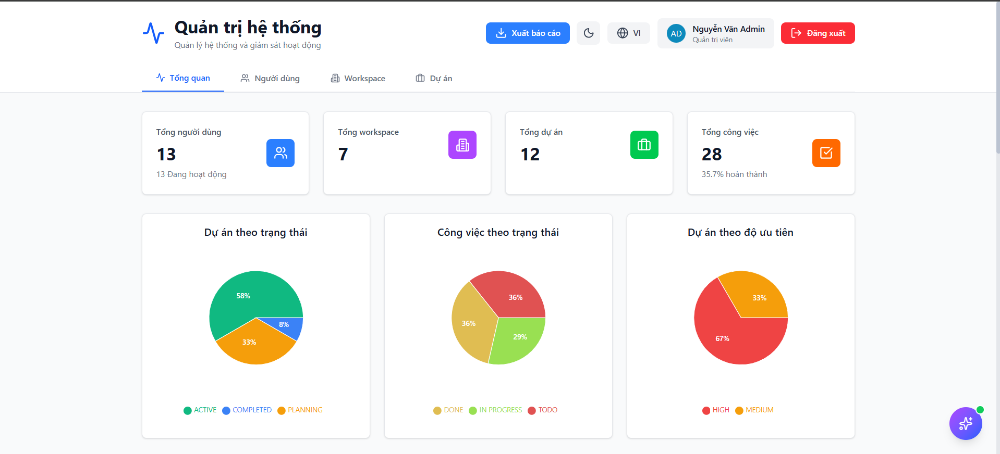 Quản trị hệ thống
Quản lý hệ thống và giám sát hoạt động
Xuất báo cáo
VI
AD
Nguyễn Văn Admin
Quản trị viên
Đăng xuất
Tổng quan
Người dùng
Workspace
Dự án
Tổng người dùng
13
13 Đang hoạt động
Tổng workspace
7
Tổng dự án
12
Tổng công việc
28
35.7% hoàn thành
Dự án theo trạng thái
58%
8%
33%
ACTIVE COMPLETED PLANNING
Công việc theo trạng thái
36%
36%
29%
DONE IN PROGRESS TODO
Dự án theo độ ưu tiên
33%
67%
HIGH MEDIUM